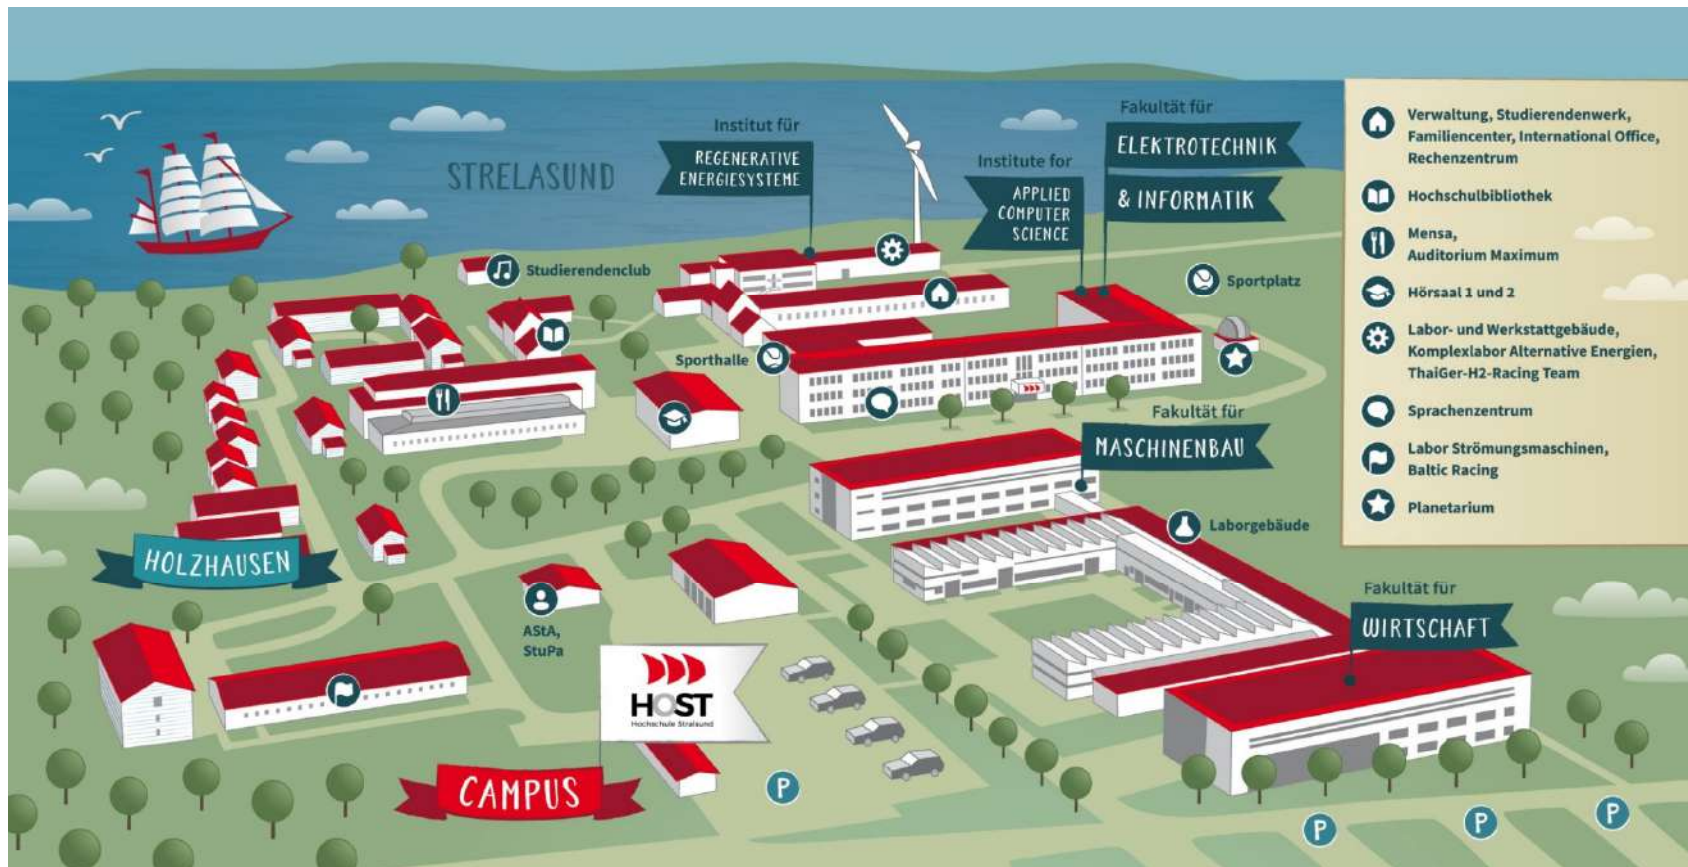 STRELASUND
Institut für
REGENERATIVE
ENERGIESYSTEME
Institute for
APPLIED
COMPUTER
SCIENCE
Fakultät für
ELEKTROTECHNIK
& INFORMATIK
Studierendenclub
Sportplatz
Sporthalle
Fakultät für
MASCHINENBAU
Laborgebäude
HOLZHAUSEN
AStA,
StuPa
Fakultät für
WIRTSCHAFT
HOST
Hochschule Stralsund
CAMPUS
P
P
P
P
Verwaltung, Studierendenwerk,
Familiencenter, International Office,
Rechenzentrum
Hochschulbibliothek
Mensa,
Auditorium Maximum
Hörsaal 1 und 2
Labor- und Werkstattgebäude,
Komplexlabor Alternative Energien,
ThaiGer-H2-Racing Team
Sprachenzentrum
Labor Strömungsmaschinen,
Baltic Racing
Planetarium